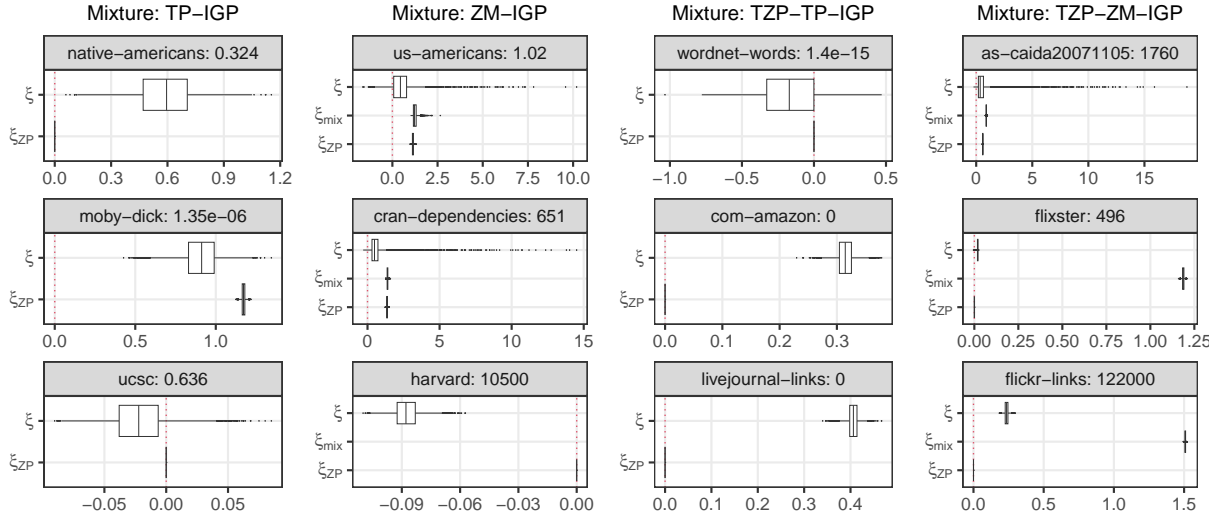 Mixture: TP−IGP
Mixture: ZM−IGP
Mixture: TZP−TP−IGP
Mixture: TZP−ZM−IGP
native−americans: 0.324
us−americans: 1.02
wordnet−words: 1.4e−15
as−caida20071105: 1760
ξ
ξZP
0.0 0.3 0.6 0.9 1.2
ξ
ξmix
ξZP
0.0 2.5 5.0 7.5 10.0
ξ
ξZP
−1.0 −0.5 0.0 0.5
ξ
ξmix
ξZP
0 5 10 15
moby−dick: 1.35e−06
cran−dependencies: 651
com−amazon: 0
flixster: 496
ξ
ξZP
0.0 0.5 1.0
ξ
ξmix
ξZP
0 5 10 15
ξ
ξZP
0.0 0.1 0.2 0.3
ξ
ξmix
ξZP
0.00 0.25 0.50 0.75 1.00 1.25
ucsc: 0.636
harvard: 10500
livejournal−links: 0
flickr−links: 122000
ξ
ξZP
−0.05 0.00 0.05
ξ
ξmix
ξZP
−0.09 −0.06 −0.03 0.00
ξ
ξZP
0.0 0.1 0.2 0.3 0.4
ξ
ξmix
ξZP
0.0 0.5 1.0 1.5